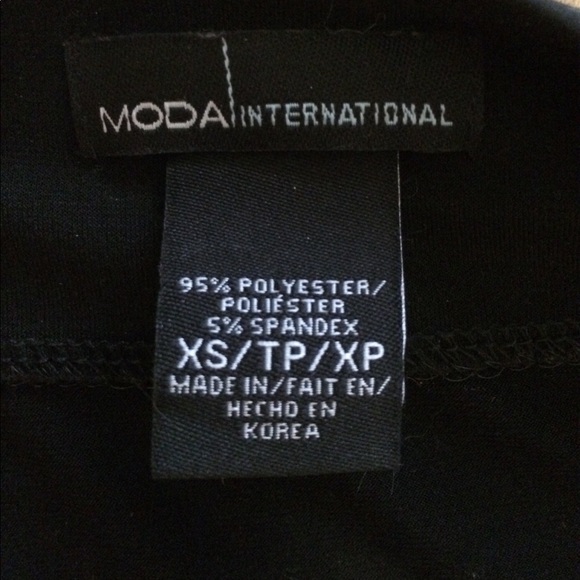 MODA INTERNATIONAL
95% POLYESTER/
POLIÉSTER
5% SPANDEX
XS/TP/XP
MADE IN/FAIT EN/
HECHO EN
KOREA